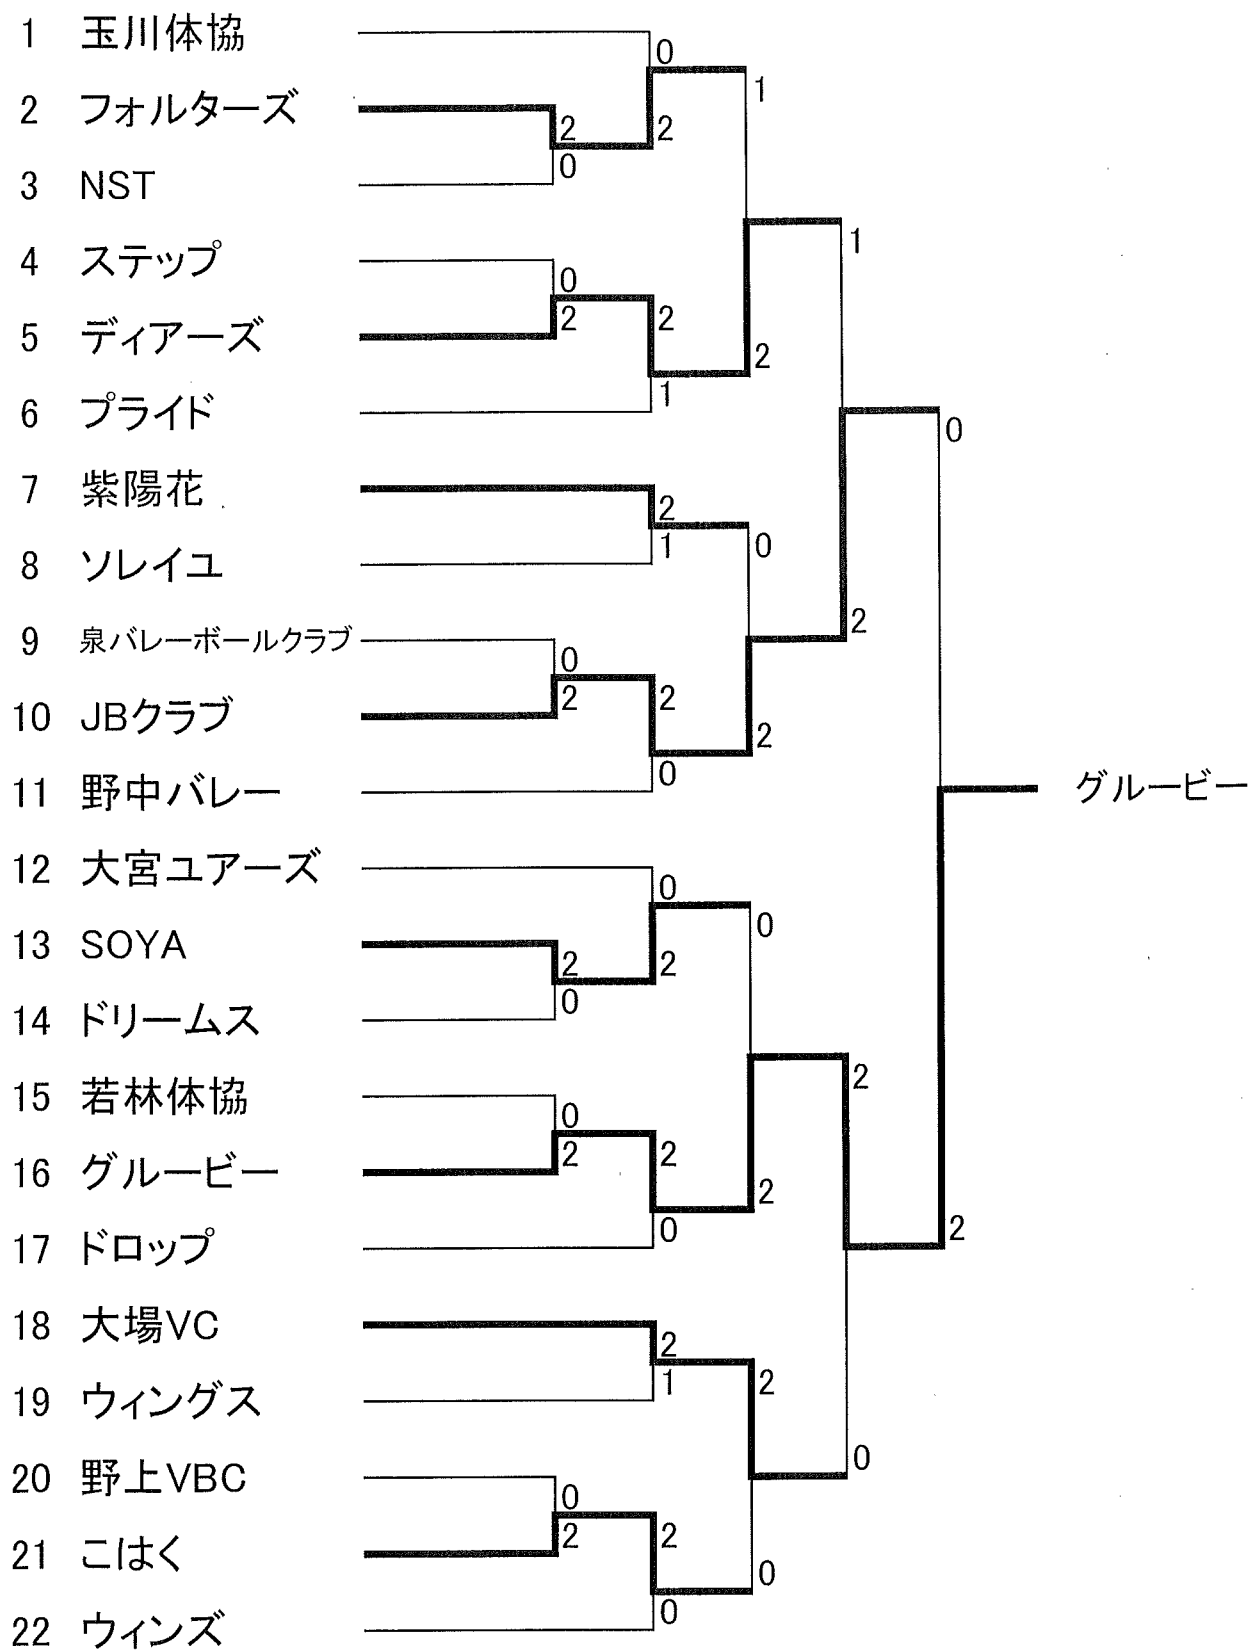 1 玉川体協
0
1
2 フォルターズ
2
2
0
3 NST
1
4 ステップ
0
2
2
5 ディアーズ
2
1
6 プライド
0
7 紫陽花
2
1
0
8 ソレイユ
2
9 泉バレーボールクラブ
0
2
2
10 JBクラブ
2
0
11 野中バレー
グルービー
12 大宮ユアーズ
0
0
13 SOYA
2
2
0
14 ドリームス
2
15 若林体協
0
2
2
16 グルービー
2
0
2
17 ドロップ
18 大場VC
2
1
2
19 ウィングス
0
20 野上VBC
0
2
2
21 こはく
0
0
22 ウィンズ